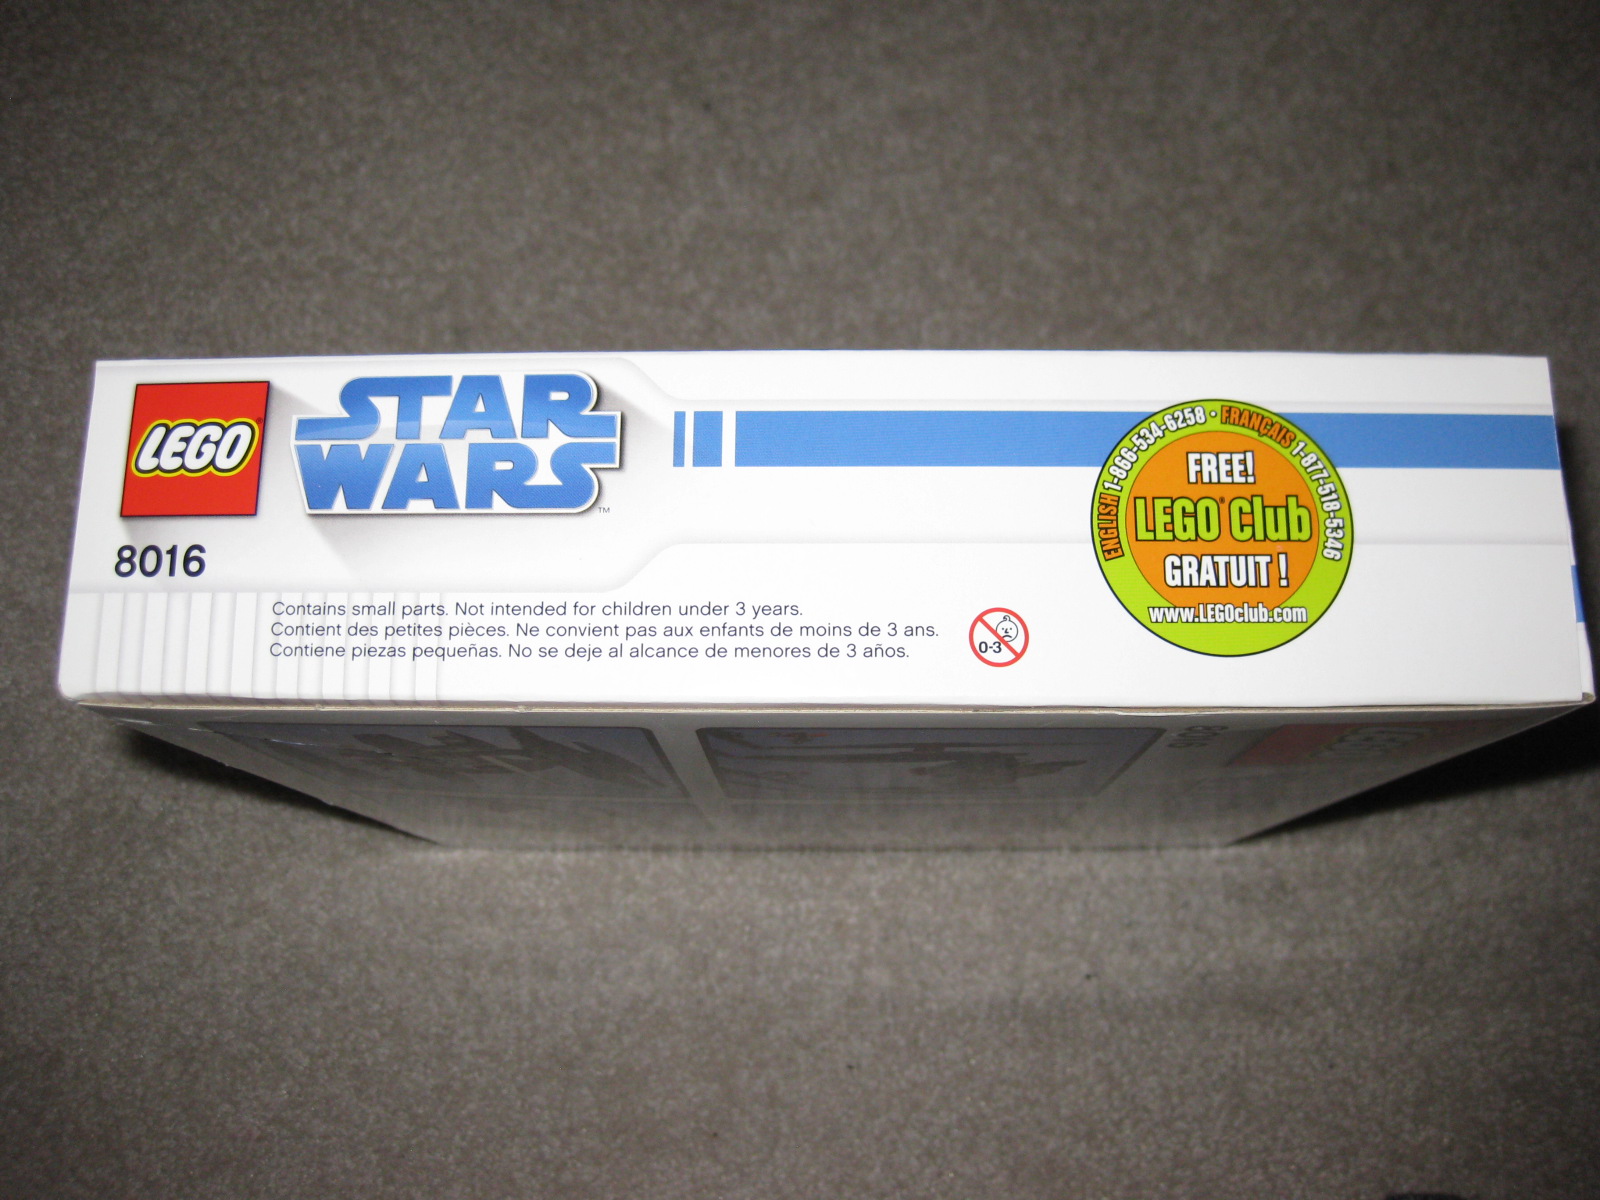 LEGO
STAR
WARS
™
8016
Contains small parts. Not intended for children under 3 years.
Contient des petites pièces. Ne convient pas aux enfants de moins de 3 ans.
Contiene piezas pequeñas. No se deje al alcance de menores de 3 años.
0-3
ENGLISH 1-866-534-6258 • FRANÇAIS 1-877-518-5346
FREE!
LEGO® Club
GRATUIT !
www.LEGOclub.com